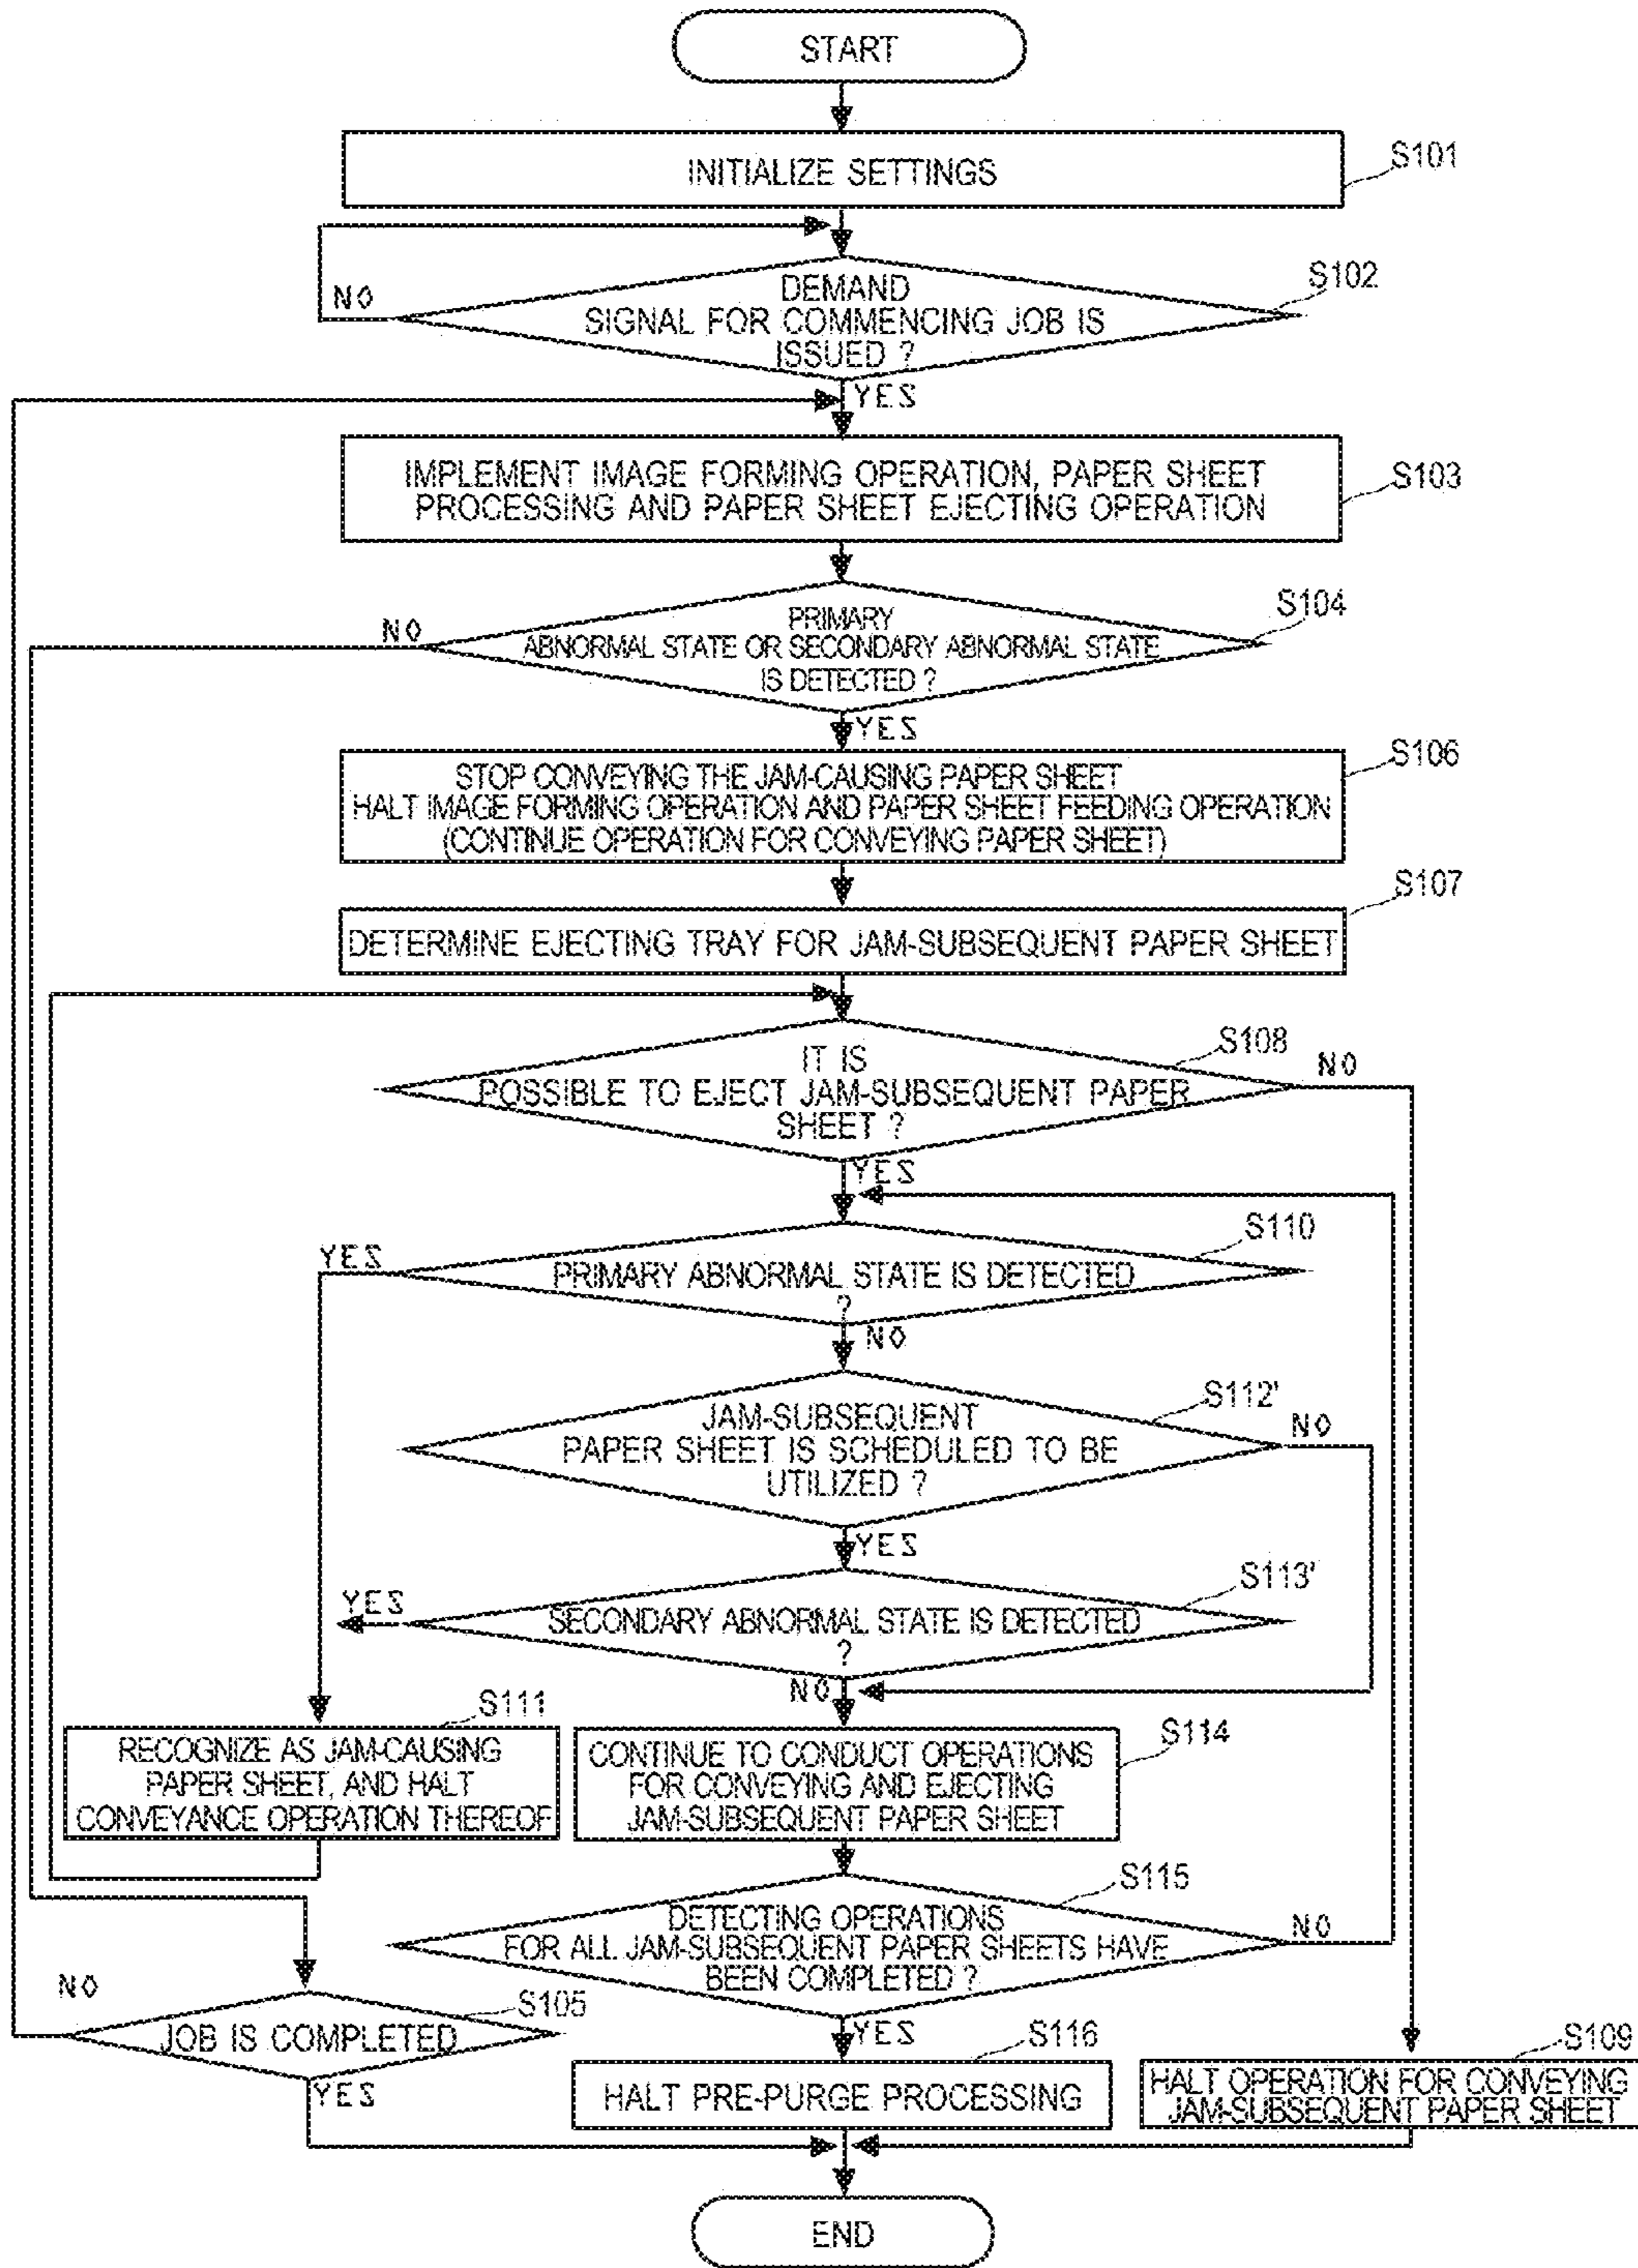 START
INITIALIZE SETTINGS
S101
DEMAND
SIGNAL FOR COMMENCING JOB IS
ISSUED ?
S102
NO
YES
IMPLEMENT IMAGE FORMING OPERATION, PAPER SHEET
PROCESSING AND PAPER SHEET EJECTING OPERATION
S103
PRIMARY
ABNORMAL STATE OR SECONDARY ABNORMAL STATE
IS DETECTED ?
S104
NO
YES
STOP CONVEYING THE JAM-CAUSING PAPER SHEET
HALT IMAGE FORMING OPERATION AND PAPER SHEET FEEDING OPERATION
(CONTINUE OPERATION FOR CONVEYING PAPER SHEET)
S106
DETERMINE EJECTING TRAY FOR JAM-SUBSEQUENT PAPER SHEET
S107
IT IS
POSSIBLE TO EJECT JAM-SUBSEQUENT PAPER
SHEET ?
S108
NO
YES
PRIMARY ABNORMAL STATE IS DETECTED
?
S110
YES
NO
JAM-SUBSEQUENT
PAPER SHEET IS SCHEDULED TO BE
UTILIZED ?
S112'
NO
YES
SECONDARY ABNORMAL STATE IS DETECTED
?
S113'
YES
NO
S111
RECOGNIZE AS JAM-CAUSING
PAPER SHEET, AND HALT
CONVEYANCE OPERATION THEREOF
CONTINUE TO CONDUCT OPERATIONS
FOR CONVEYING AND EJECTING
JAM-SUBSEQUENT PAPER SHEET
S114
DETECTING OPERATIONS
FOR ALL JAM-SUBSEQUENT PAPER SHEETS HAVE
BEEN COMPLETED ?
S115
NO
YES
NO
JOB IS COMPLETED
S105
YES
HALT PRE-PURGE PROCESSING
S116
HALT OPERATION FOR CONVEYING
JAM-SUBSEQUENT PAPER SHEET
S109
END